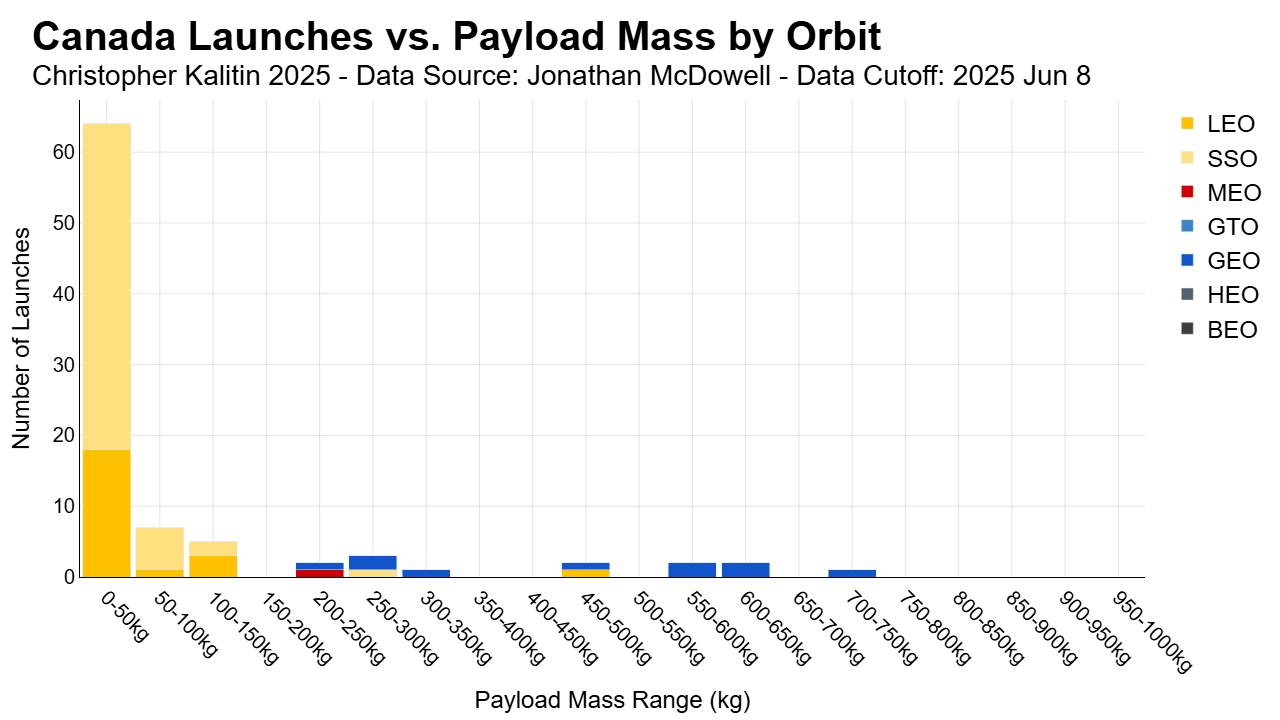 Canada Launches vs. Payload Mass by Orbit
Christopher Kalitin 2025 - Data Source: Jonathan McDowell - Data Cutoff: 2025 Jun 8
LEO
SSO
MEO
GTO
GEO
HEO
BEO
Number of Launches
60
50
40
30
20
10
0
0-50kg
50-100kg
100-150kg
150-200kg
200-250kg
250-300kg
300-350kg
350-400kg
400-450kg
450-500kg
500-550kg
550-600kg
600-650kg
650-700kg
700-750kg
750-800kg
800-850kg
850-900kg
900-950kg
950-1000kg
Payload Mass Range (kg)